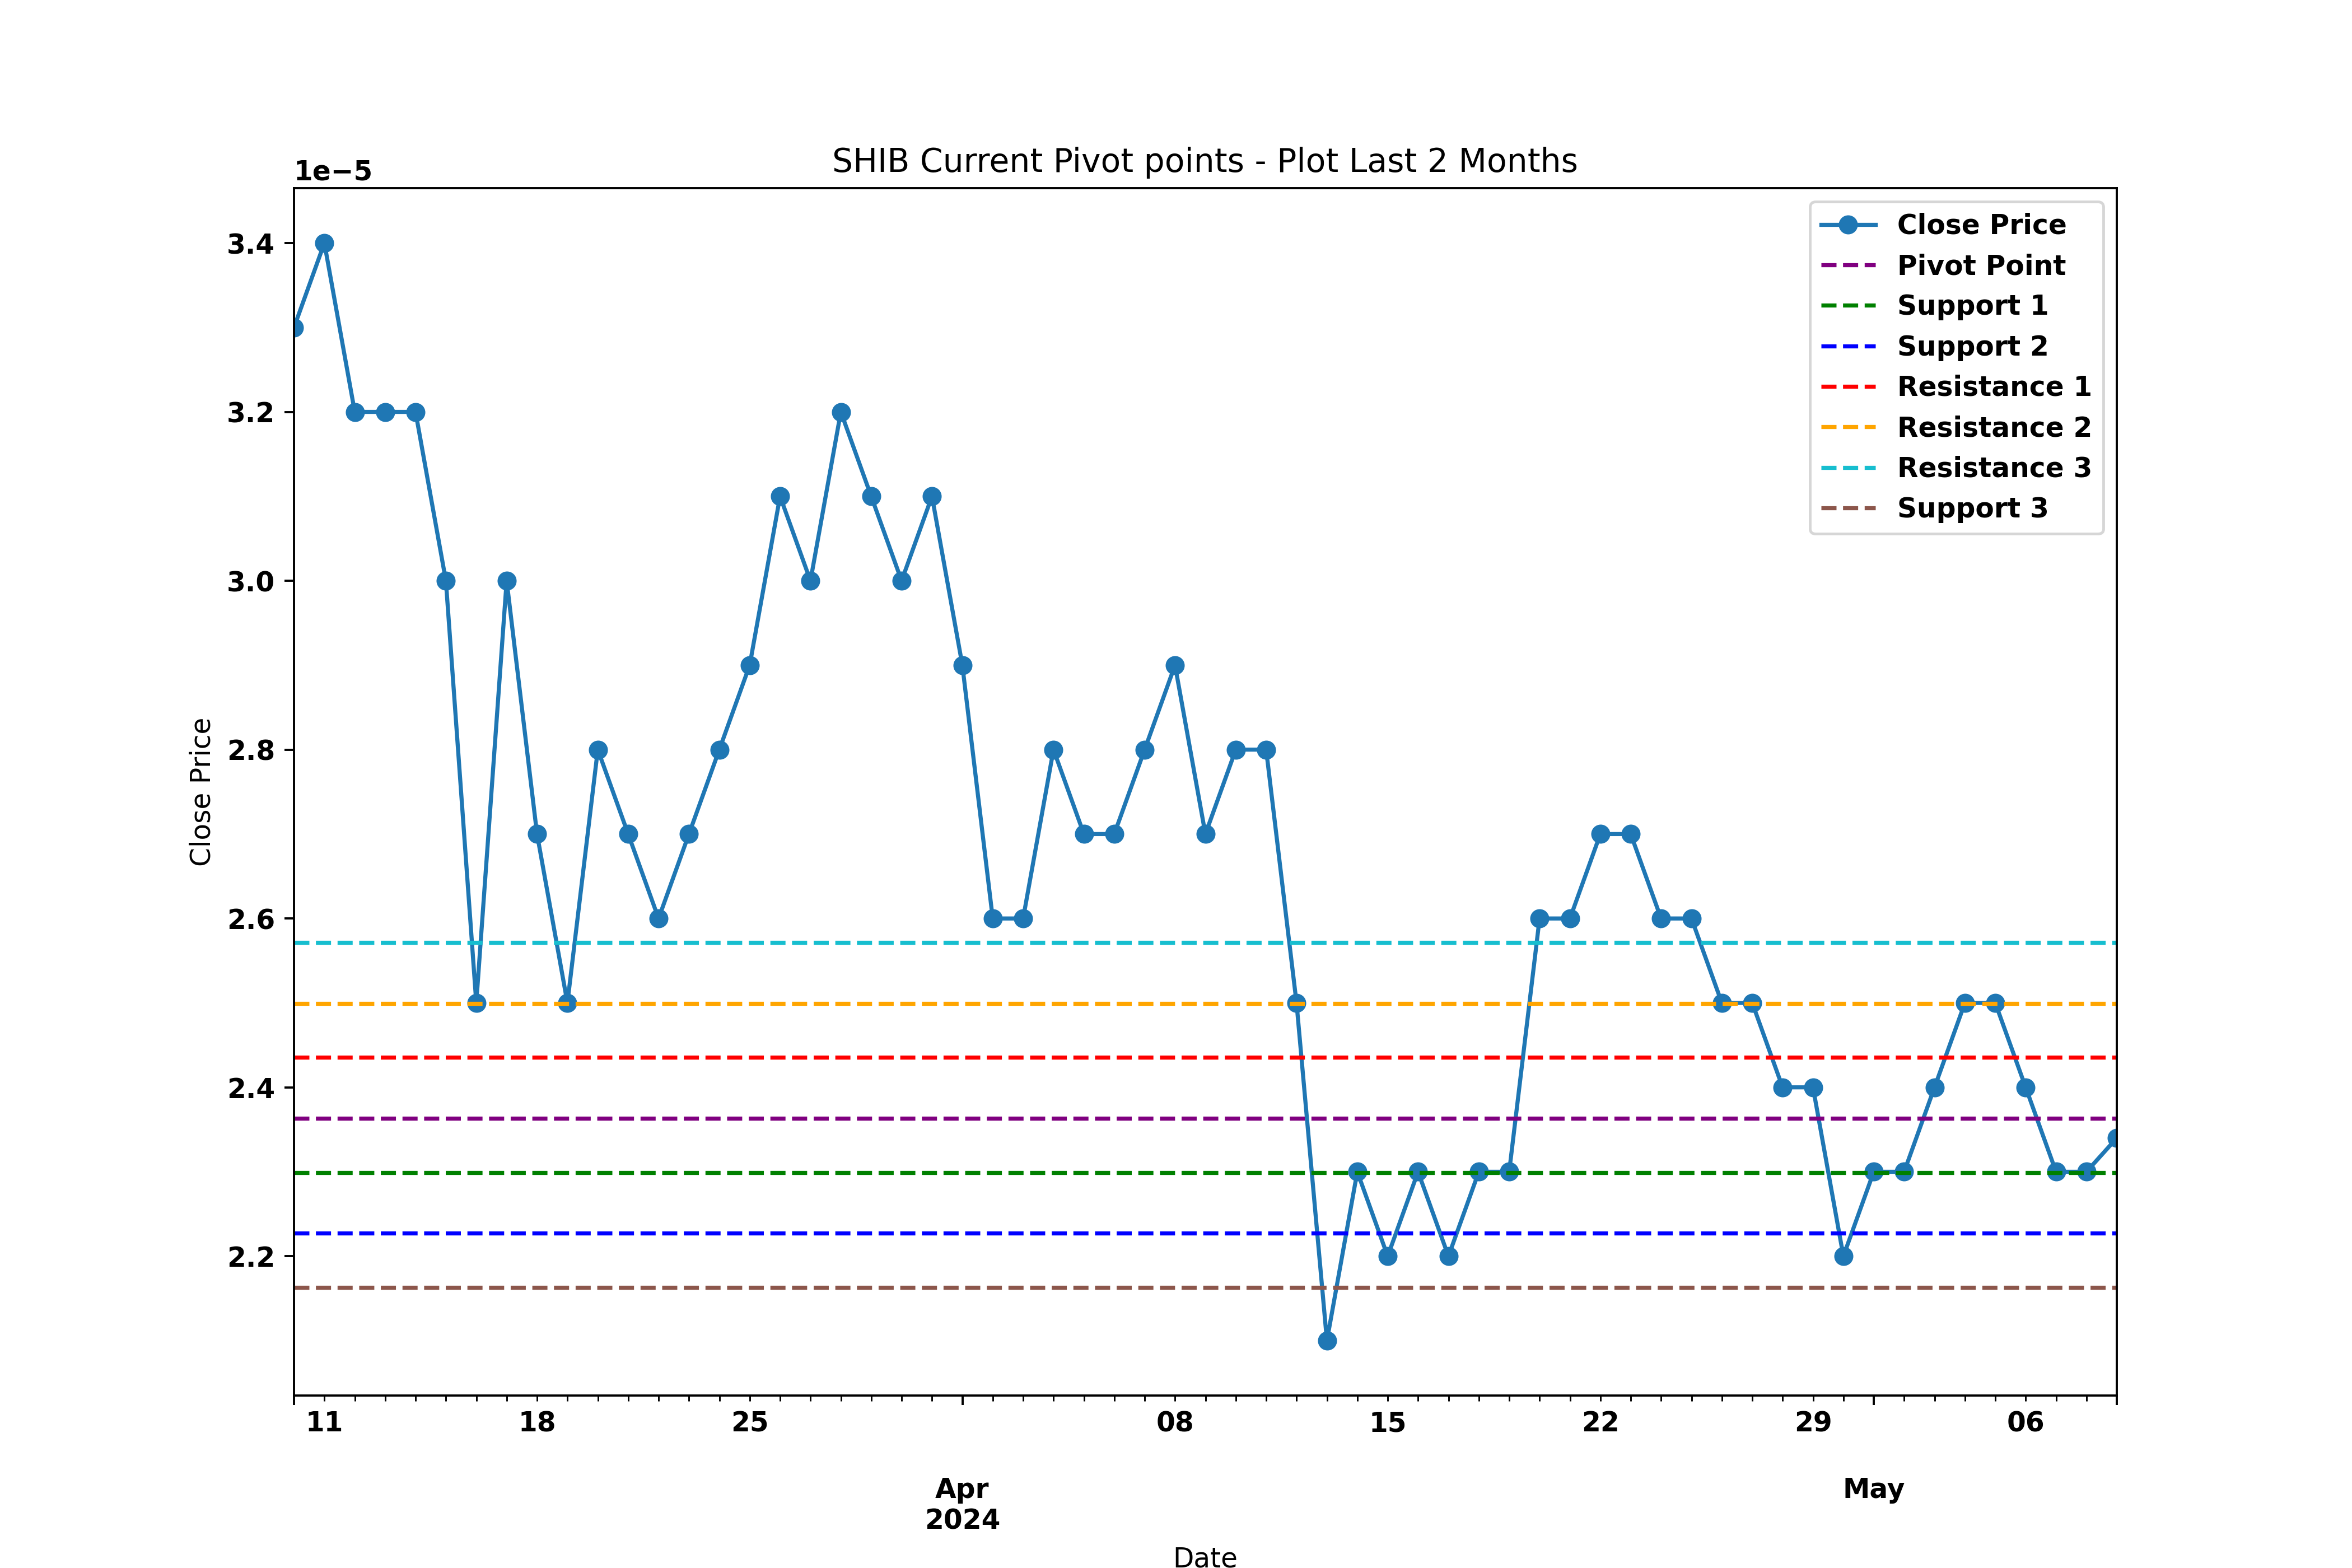 SHIB Current Pivot points - Plot Last 2 Months
1e−5
3.4
3.2
3.0
2.8
2.6
2.4
2.2
Close Price
Close Price
Pivot Point
Support 1
Support 2
Resistance 1
Resistance 2
Resistance 3
Support 3
11 18 25 08 15 22 29 06
Apr May
2024
Date